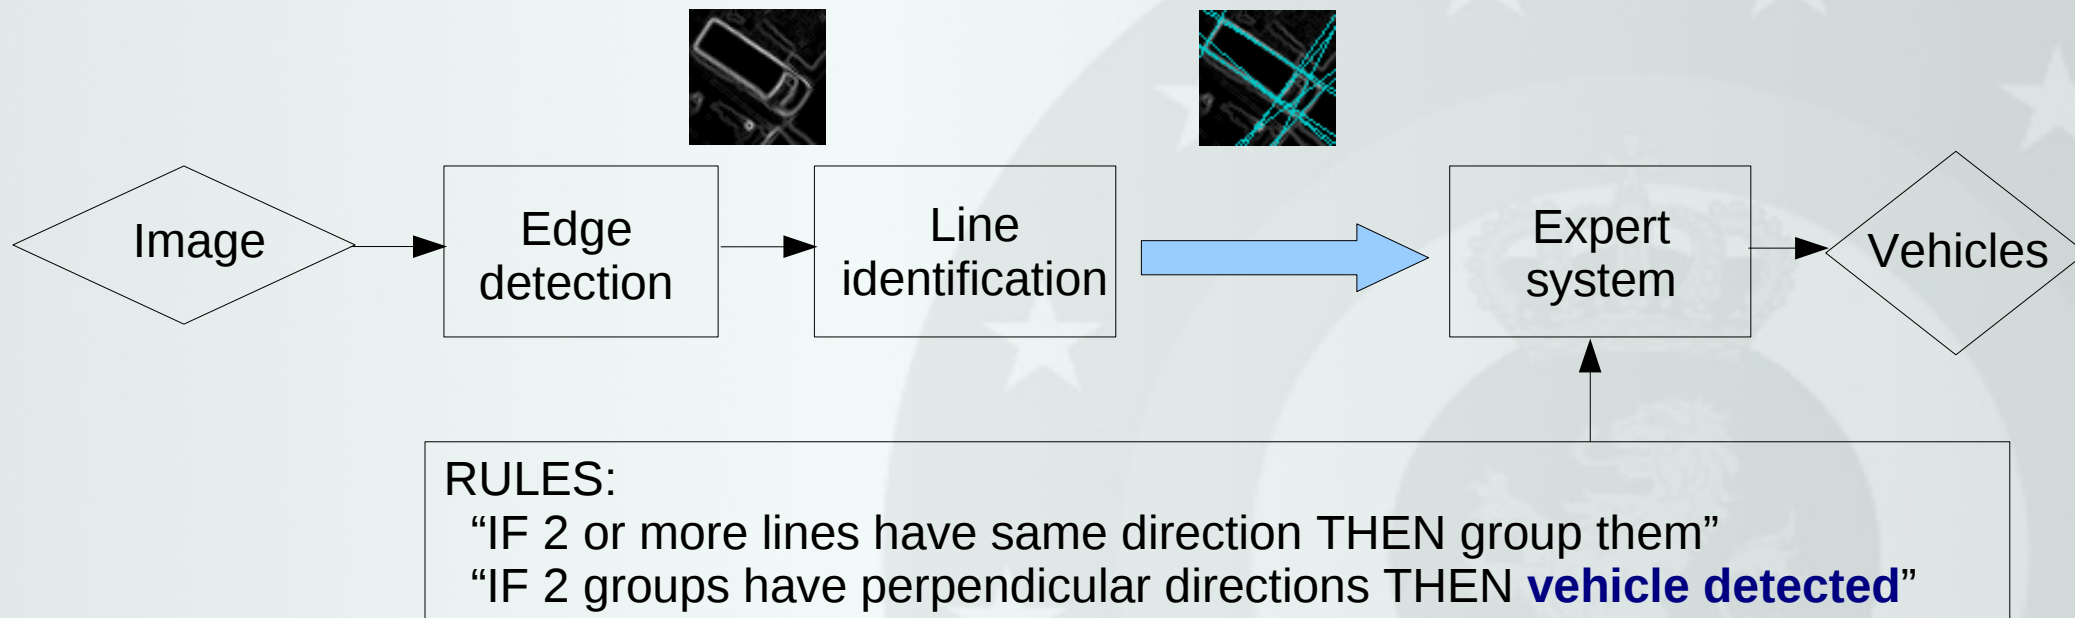 Image
Edge
detection
Line
identification
Expert
system
Vehicles
RULES:
“IF 2 or more lines have same direction THEN group them”
“IF 2 groups have perpendicular directions THEN vehicle detected”